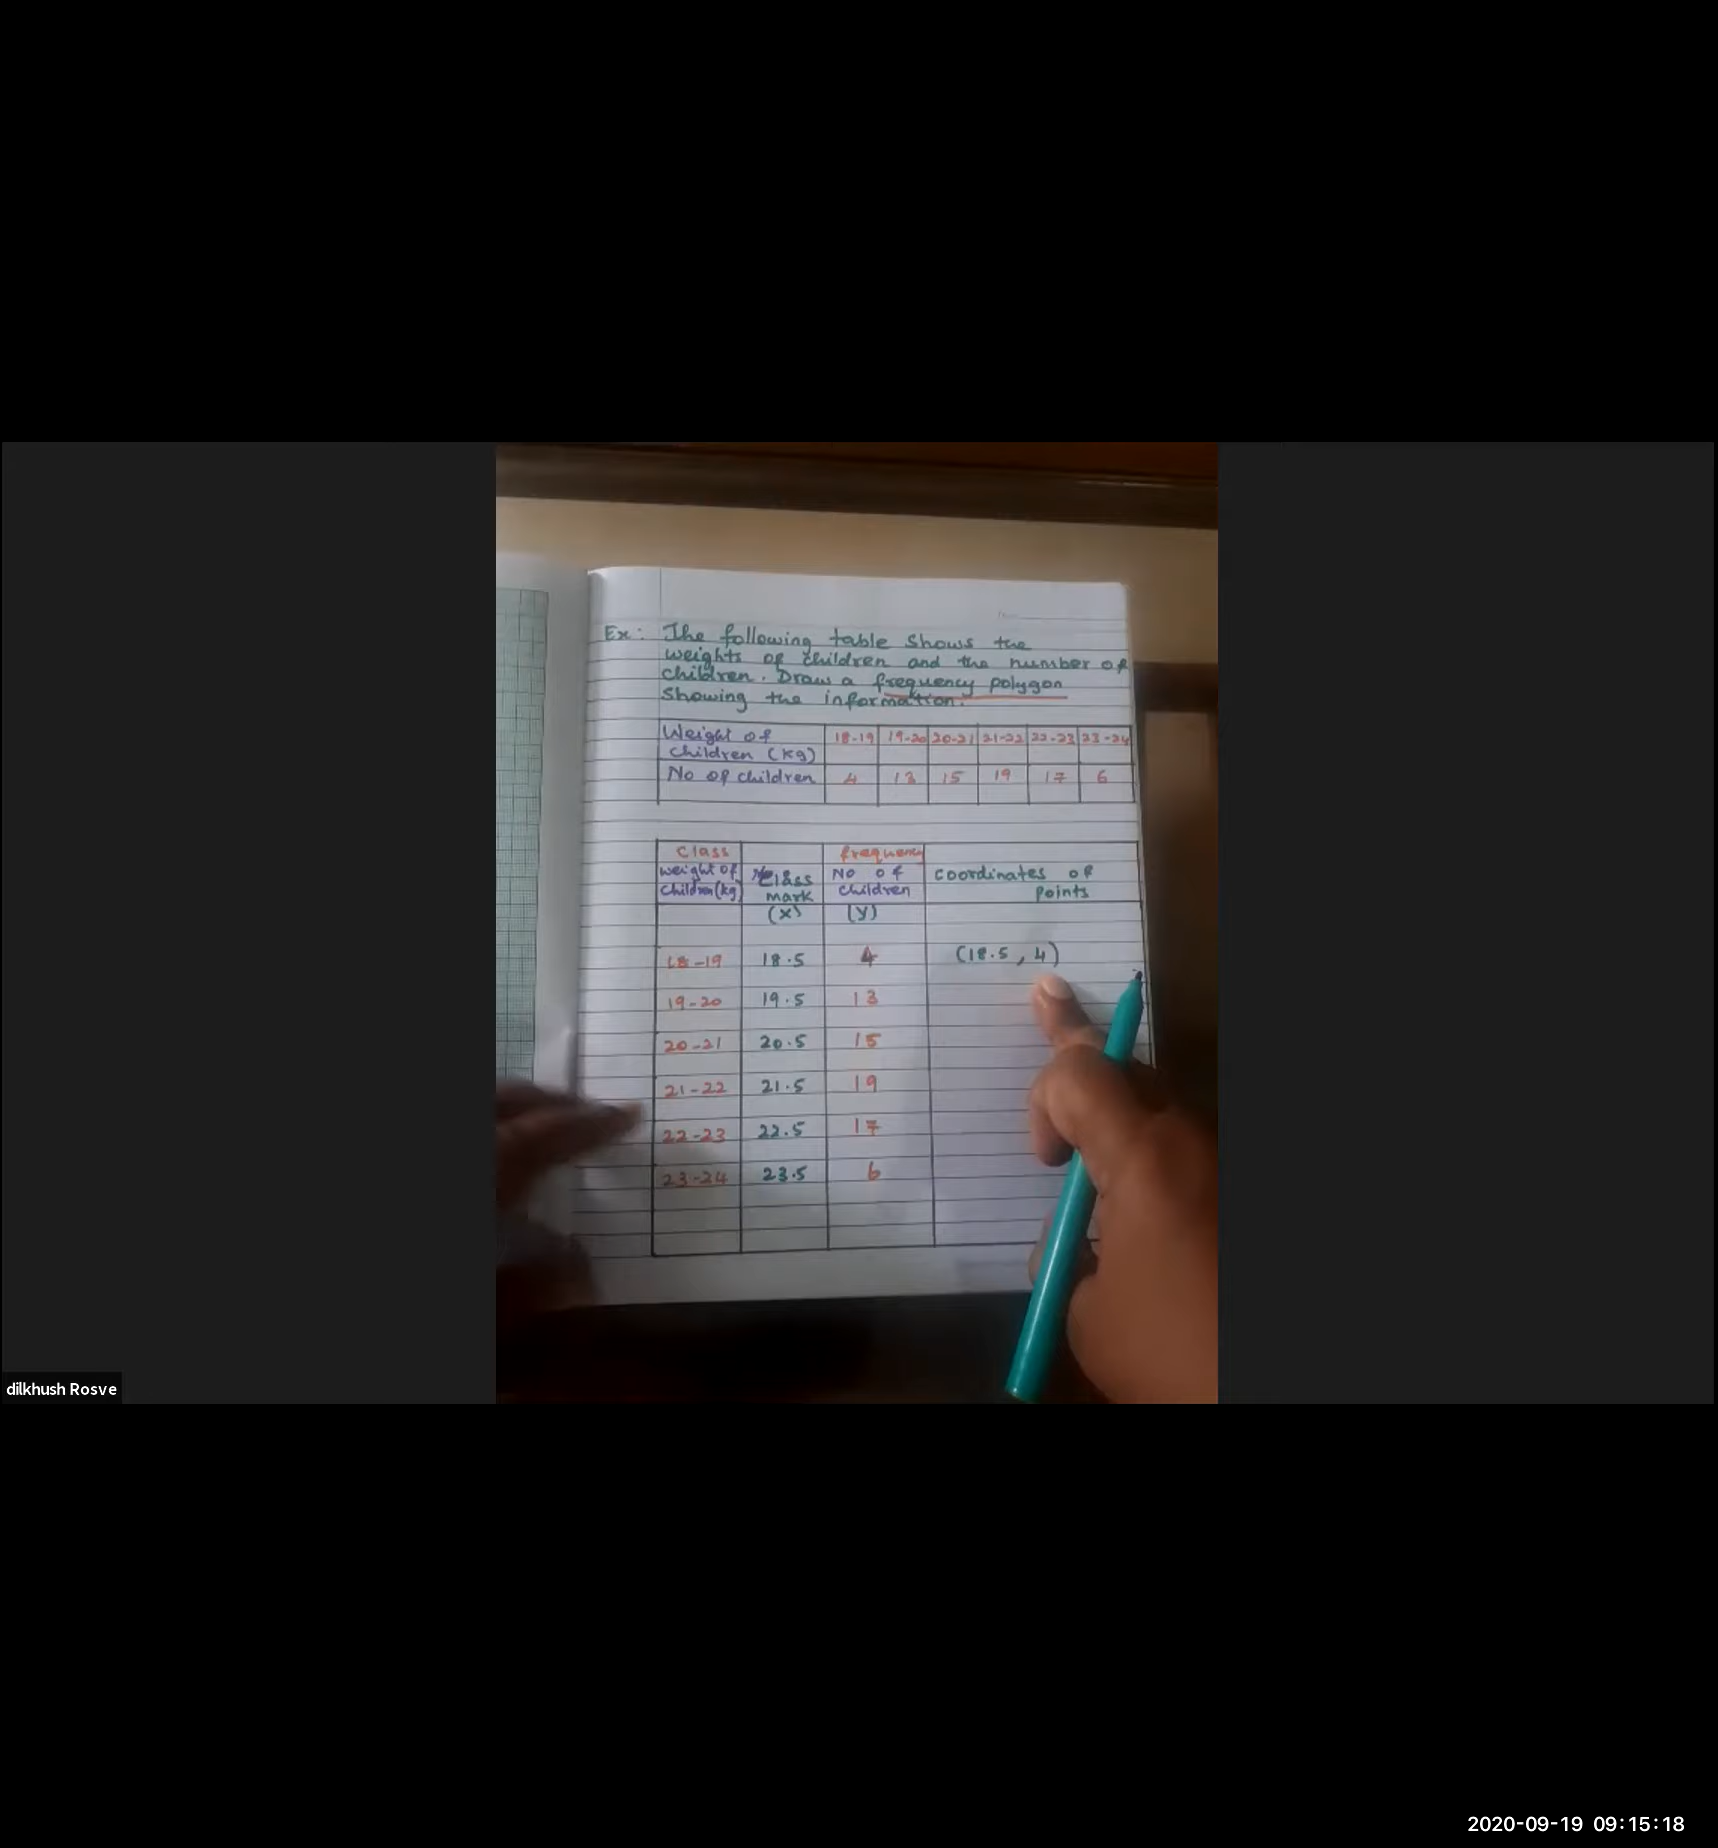 Ex: The following table shows the
weights of children and the number of
children. Draw a frequency polygon
showing the information.
Weight of children (kg) 18-19 19-20 20-21 21-22 22-23 23-24
No of children 4 13 15 19 17 6
Class frequency
weight of Class No of coordinates of
children (kg) mark children points
(x) (y)
18-19 18.5 4 (18.5, 4)
19-20 19.5 13
20-21 20.5 15
21-22 21.5 19
22-23 22.5 17
23-24 23.5 6
dilkhush Rosve
2020-09-19 09:15:18